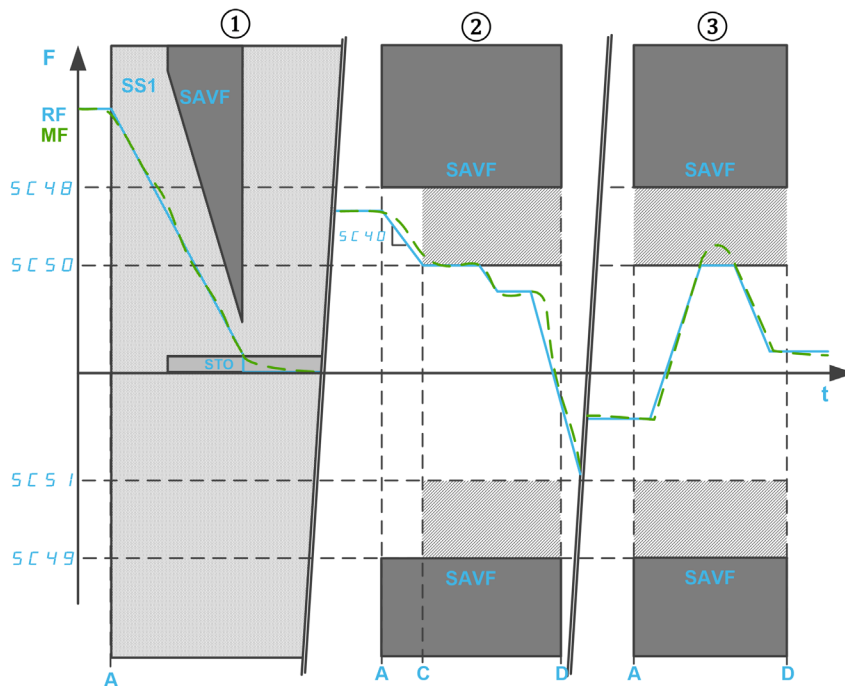 ① ② ③
F
SS1
SAVF
RF
MF
SAVF SAVF
SC48
SC40
SC50
STO
t
SC51
SC49
SAVF SAVF
A A C D A D